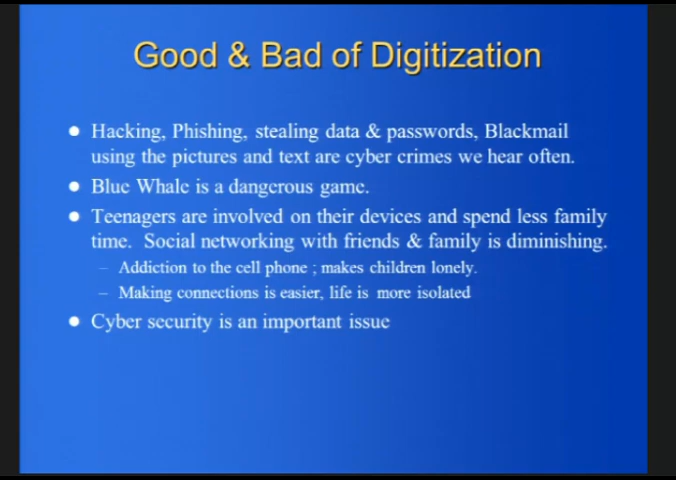 Good & Bad of Digitization
● Hacking, Phishing, stealing data & passwords, Blackmail
using the pictures and text are cyber crimes we hear often.
● Blue Whale is a dangerous game.
● Teenagers are involved on their devices and spend less family
time. Social networking with friends & family is diminishing.
– Addiction to the cell phone ; makes children lonely.
– Making connections is easier, life is more isolated
● Cyber security is an important issue